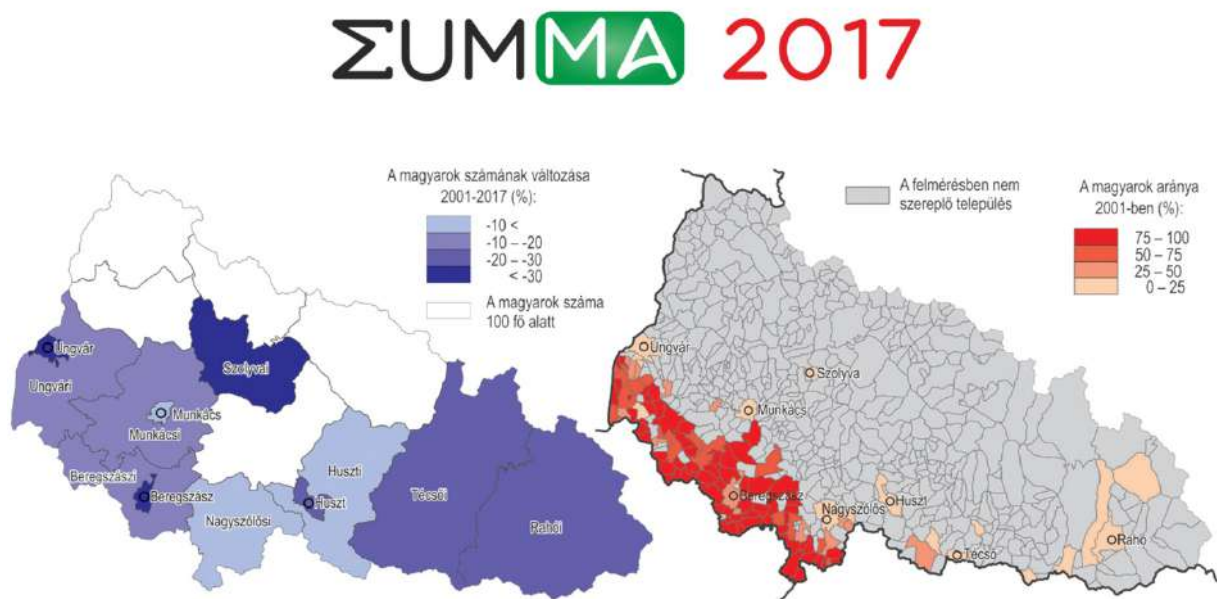 ΣUMMA 2017
A magyarok számának változása
2001-2017 (%):
-10 <
-10 – -20
-20 – -30
< -30
A magyarok száma
100 fő alatt
Ungvár
Ungvári
Szolyvai
Munkács
Munkácsi
Beregszászi
Beregszász
Nagyszőlősi
Huszti
Huszt
Técsői
Rahói
A felmérésben nem
szereplő település
A magyarok aránya
2001-ben (%):
75 – 100
50 – 75
25 – 50
0 – 25
Ungvár
Szolyva
Munkács
Beregszász
Nagyszőlős
Huszt
Técső
Rahó